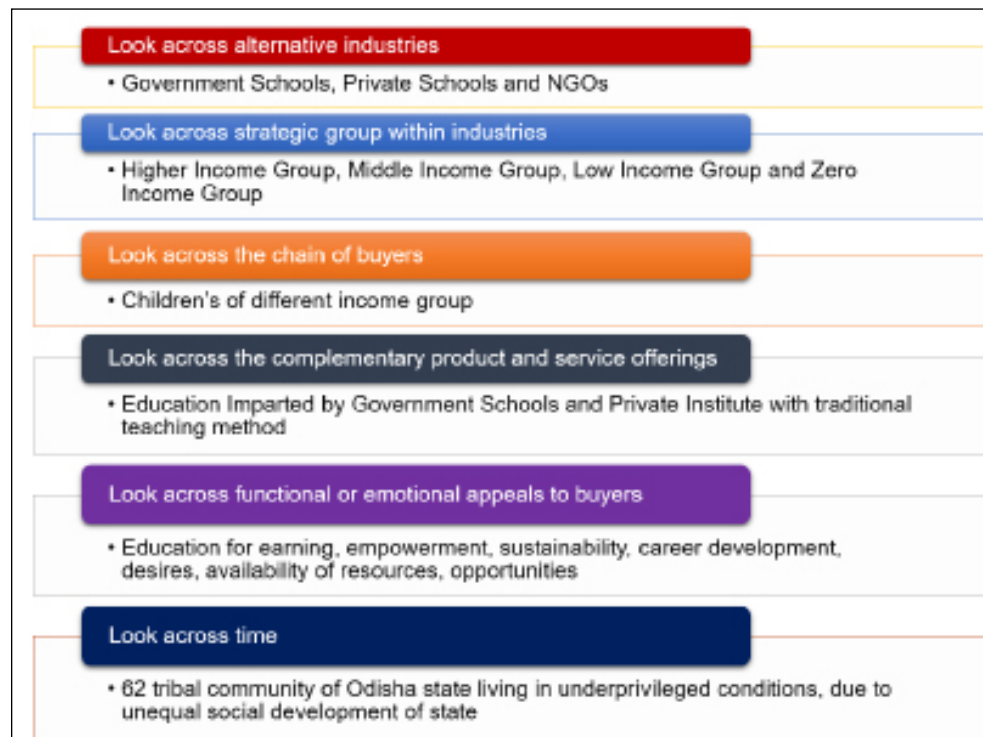 Look across alternative industries
• Government Schools, Private Schools and NGOs
Look across strategic group within industries
• Higher Income Group, Middle Income Group, Low Income Group and Zero
Income Group
Look across the chain of buyers
• Children's of different income group
Look across the complementary product and service offerings
• Education Imparted by Government Schools and Private Institute with traditional
teaching method
Look across functional or emotional appeals to buyers
• Education for earning, empowerment, sustainability, career development,
desires, availability of resources, opportunities
Look across time
• 62 tribal community of Odisha state living in underprivileged conditions, due to
unequal social development of state